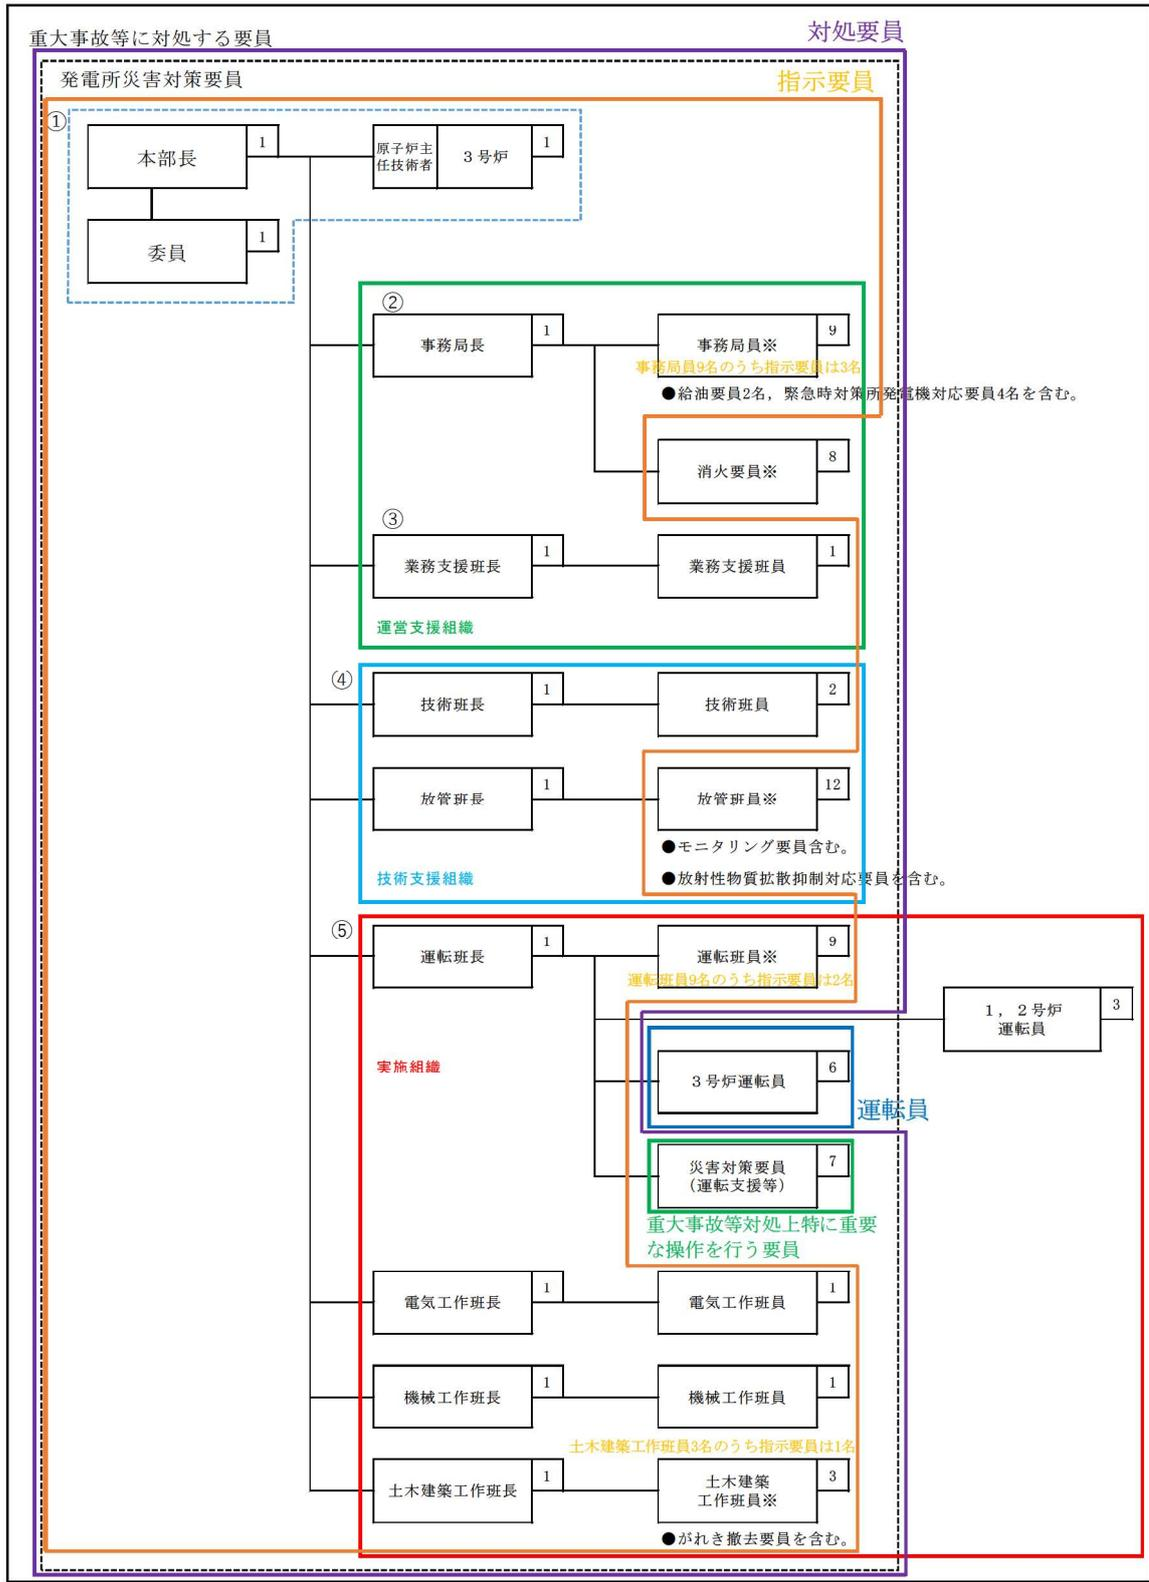 重大事故等に対処する要員
対処要員
発電所災害対策要員
指示要員
①
本部長
1
原子炉主
任技術者
3号炉
1
委員
1
②
事務局長
1
事務局員※
9
事務局員9名のうち指示要員は3名
●給油要員2名，緊急時対策所発電機対応要員4名を含む。
消火要員※
8
③
業務支援班長
1
業務支援班員
1
運営支援組織
④
技術班長
1
技術班員
2
放管班長
1
放管班員※
12
●モニタリング要員含む。
●放射性物質拡散抑制対応要員を含む。
技術支援組織
⑤
運転班長
1
運転班員※
9
運転班員9名のうち指示要員は2名
1，2号炉
運転員
3
実施組織
3号炉運転員
6
運転員
災害対策要員
（運転支援等）
7
重大事故等対処上特に重要
な操作を行う要員
電気工作班長
1
電気工作班員
1
機械工作班長
1
機械工作班員
1
土木建築工作班員3名のうち指示要員は1名
土木建築工作班長
1
土木建築
工作班員※
3
●がれき撤去要員を含む。